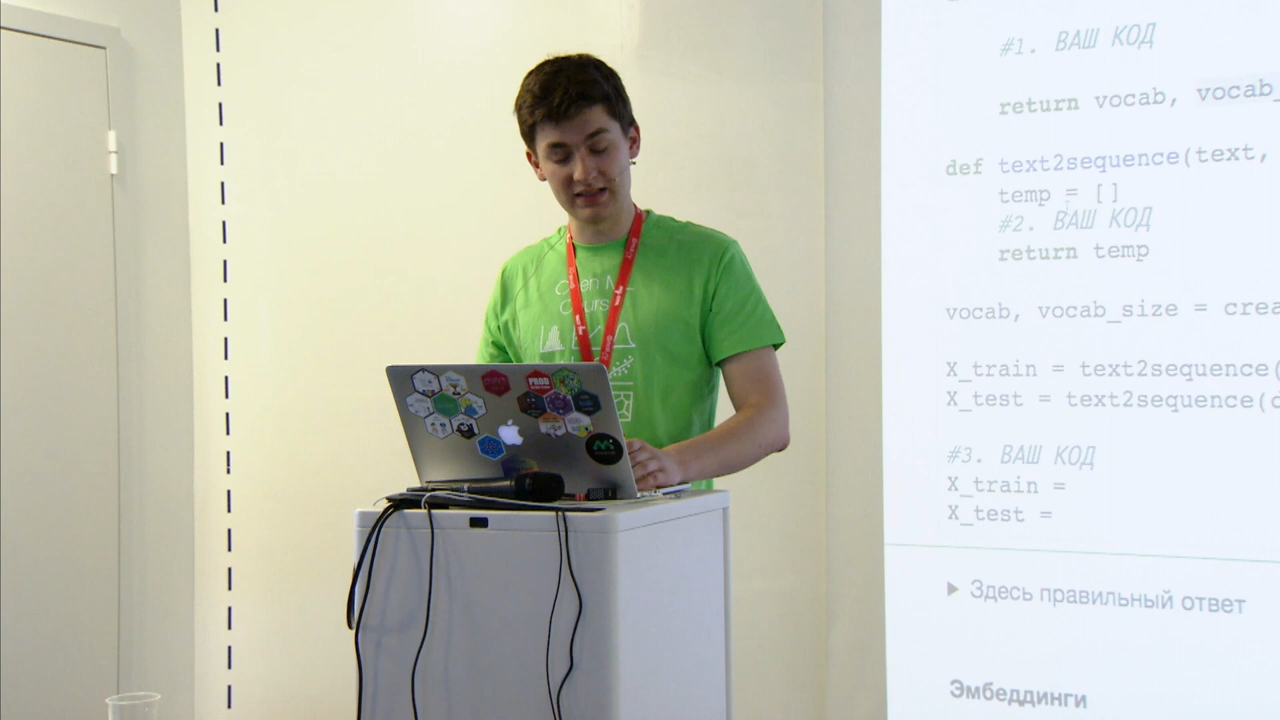 #1. ВАШ КОД
return vocab, vocab_
def text2sequence(text,
temp = []
#2. ВАШ КОД
return temp
vocab, vocab_size = crea
X_train = text2sequence(
X_test = text2sequence(c
#3. ВАШ КОД
X_train =
X_test =
Здесь правильный ответ
Эмбеддинги
PROD